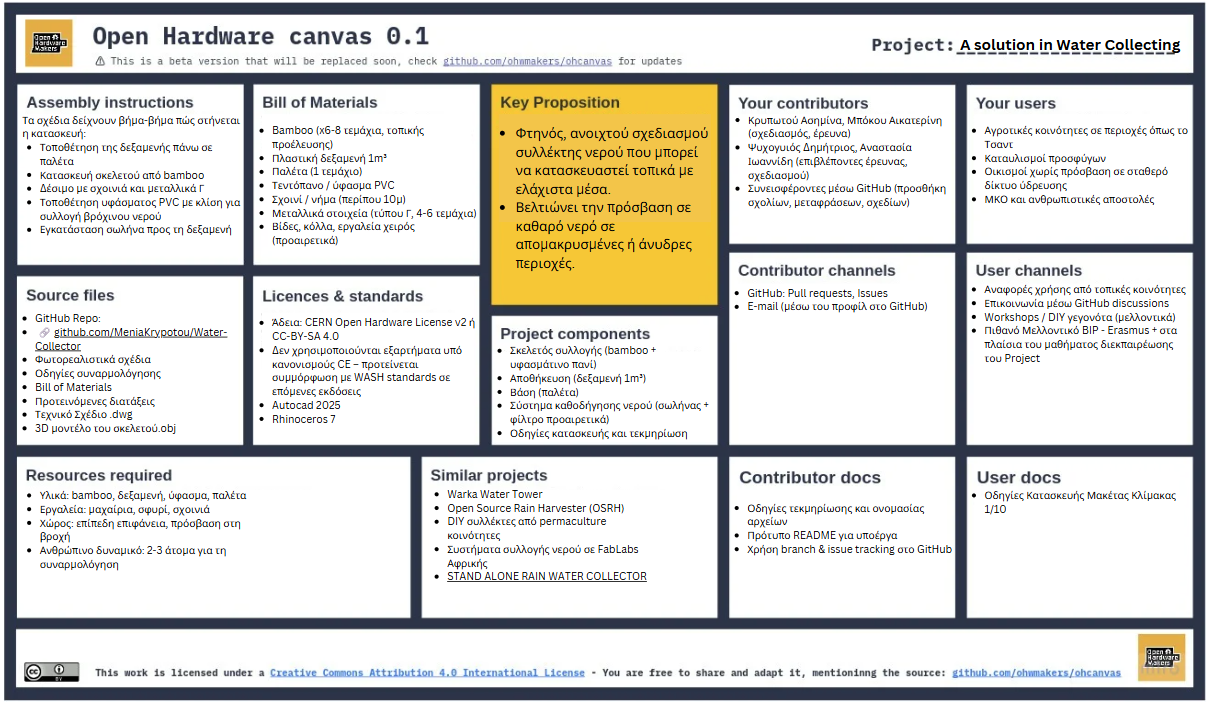 Open Hardware Makers
Open Hardware canvas 0.1
⚠ This is a beta version that will be replaced soon, check github.com/ohwmakers/ohcanvas for updates
Project: A solution in Water Collecting
Assembly instructions
Τα σχέδια δείχνουν βήμα-βήμα πώς στήνεται
η κατασκευή:
• Τοποθέτηση της δεξαμενής πάνω σε
παλέτα
• Κατασκευή σκελετού από bamboo
• Δέσιμο με σχοινιά και μεταλλικά Γ
• Τοποθέτηση υφάσματος PVC με κλίση για
συλλογή βρόχινου νερού
• Εγκατάσταση σωλήνα προς τη δεξαμενή
Bill of Materials
• Bamboo (x6-8 τεμάχια, τοπικής
προέλευσης)
• Πλαστική δεξαμενή 1m³
• Παλέτα (1 τεμάχιο)
• Τεντόπανο / ύφασμα PVC
• Σχοινί / νήμα (περίπου 10μ)
• Μεταλλικά στοιχεία (τύπου Γ, 4-6 τεμάχια)
• Βίδες, κόλλα, εργαλεία χειρός
(προαιρετικά)
Key Proposition
• Φτηνός, ανοιχτού σχεδιασμού
συλλέκτης νερού που μπορεί
να κατασκευαστεί τοπικά με
ελάχιστα μέσα.
• Βελτιώνει την πρόσβαση σε
καθαρό νερό σε
απομακρυσμένες ή άνυδρες
περιοχές.
Your contributors
• Κρυπωτού Ασημίνα, Μπόκου Αικατερίνη
(σχεδιασμός, έρευνα)
• Ψυχογυιός Δημήτριος, Αναστασία
Ιωαννίδη (επιβλέποντες έρευνας,
σχεδιασμού)
• Συνεισφέροντες μέσω GitHub (προσθήκη
σχολίων, μεταφράσεων, σχεδίων)
Your users
• Αγροτικές κοινότητες σε περιοχές όπως το
Τσαντ
• Καταυλισμοί προσφύγων
• Οικισμοί χωρίς πρόσβαση σε σταθερό
δίκτυο ύδρευσης
• ΜΚΟ και ανθρωπιστικές αποστολές
Source files
• GitHub Repo:
• 🔗 github.com/MeniaKrypotou/Water-
Collector
• Φωτορεαλιστικά σχέδια
• Οδηγίες συναρμολόγησης
• Bill of Materials
• Προτεινόμενες διατάξεις
• Τεχνικό Σχέδιο .dwg
• 3D μοντέλο του σκελετού.obj
Licences & standards
• Άδεια: CERN Open Hardware License v2 ή
CC-BY-SA 4.0
• Δεν χρησιμοποιούνται εξαρτήματα υπό
κανονισμούς CE – προτείνεται
συμμόρφωση με WASH standards σε
επόμενες εκδόσεις
• Autocad 2025
• Rhinoceros 7
Project components
• Σκελετός συλλογής (bamboo +
υφασμάτινο πανί)
• Αποθήκευση (δεξαμενή 1m³)
• Βάση (παλέτα)
• Σύστημα καθοδήγησης νερού (σωλήνας +
φίλτρο προαιρετικά)
• Οδηγίες κατασκευής και τεκμηρίωση
Contributor channels
• GitHub: Pull requests, Issues
• E-mail (μέσω του προφίλ στο GitHub)
User channels
• Αναφορές χρήσης από τοπικές κοινότητες
• Επικοινωνία μέσω GitHub discussions
• Workshops / DIY γεγονότα (μελλοντικά)
• Πιθανό Μελλοντικό BIP - Erasmus + στα
πλαίσια του μαθήματος διεκπαιρέωσης
του Project
Resources required
• Υλικά: bamboo, δεξαμενή, ύφασμα, παλέτα
• Εργαλεία: μαχαίρια, σφυρί, σχοινιά
• Χώρος: επίπεδη επιφάνεια, πρόσβαση στη
βροχή
• Ανθρώπινο δυναμικό: 2-3 άτομα για τη
συναρμολόγηση
Similar projects
• Warka Water Tower
• Open Source Rain Harvester (OSRH)
• DIY συλλέκτες από permaculture
κοινότητες
• Συστήματα συλλογής νερού σε FabLabs
Αφρικής
• STAND ALONE RAIN WATER COLLECTOR
Contributor docs
• Οδηγίες τεκμηρίωσης και ονομασίας
αρχείων
• Πρότυπο README για υποέργα
• Χρήση branch & issue tracking στο GitHub
User docs
• Οδηγίες Κατασκευής Μακέτας Κλίμακας
1/10
cc BY
This work is licensed under a Creative Commons Attribution 4.0 International License - You are free to share and adapt it, mentioninng the source: github.com/ohwmakers/ohcanvas
Open Hardware Makers